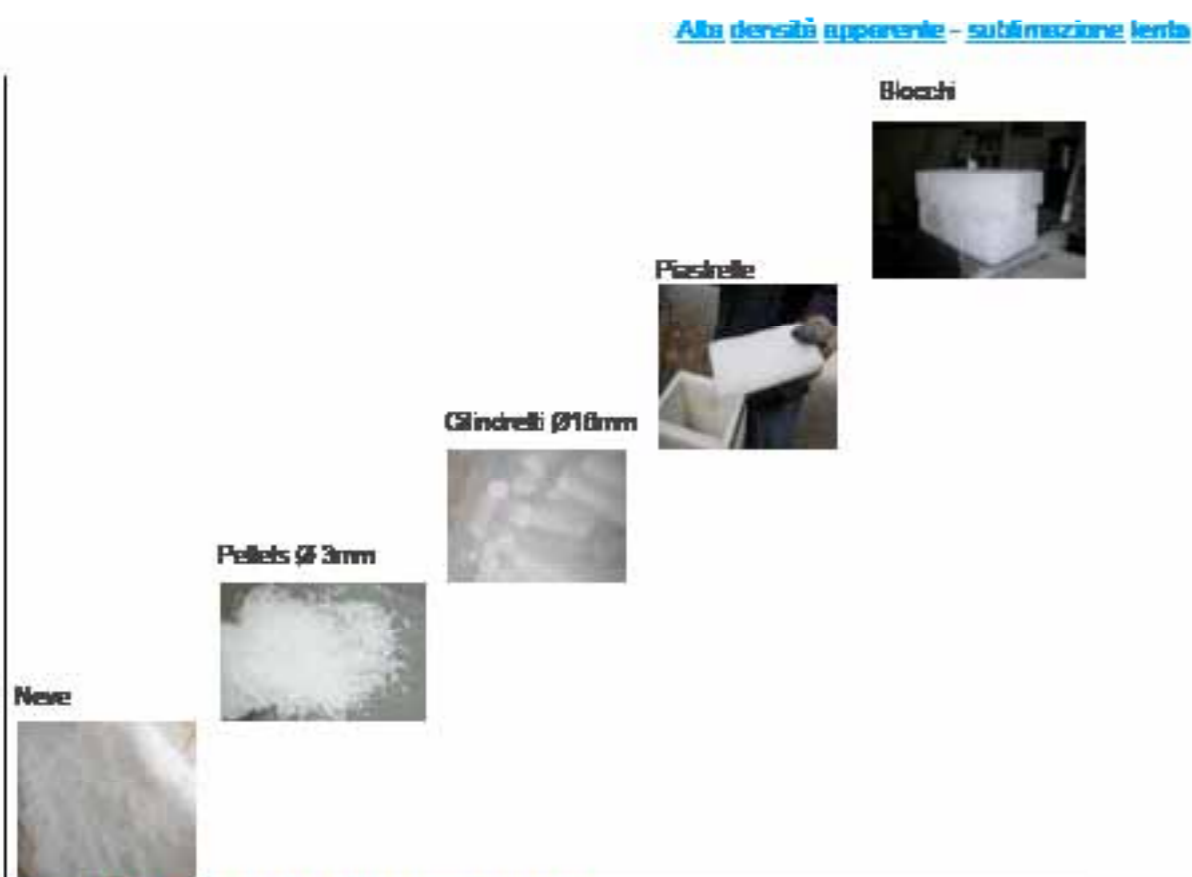 Alta densità apparente - sublimazione lenta
Blocchi
Piastrelle
Cilindretti Ø16mm
Pellets Ø 3mm
Neve